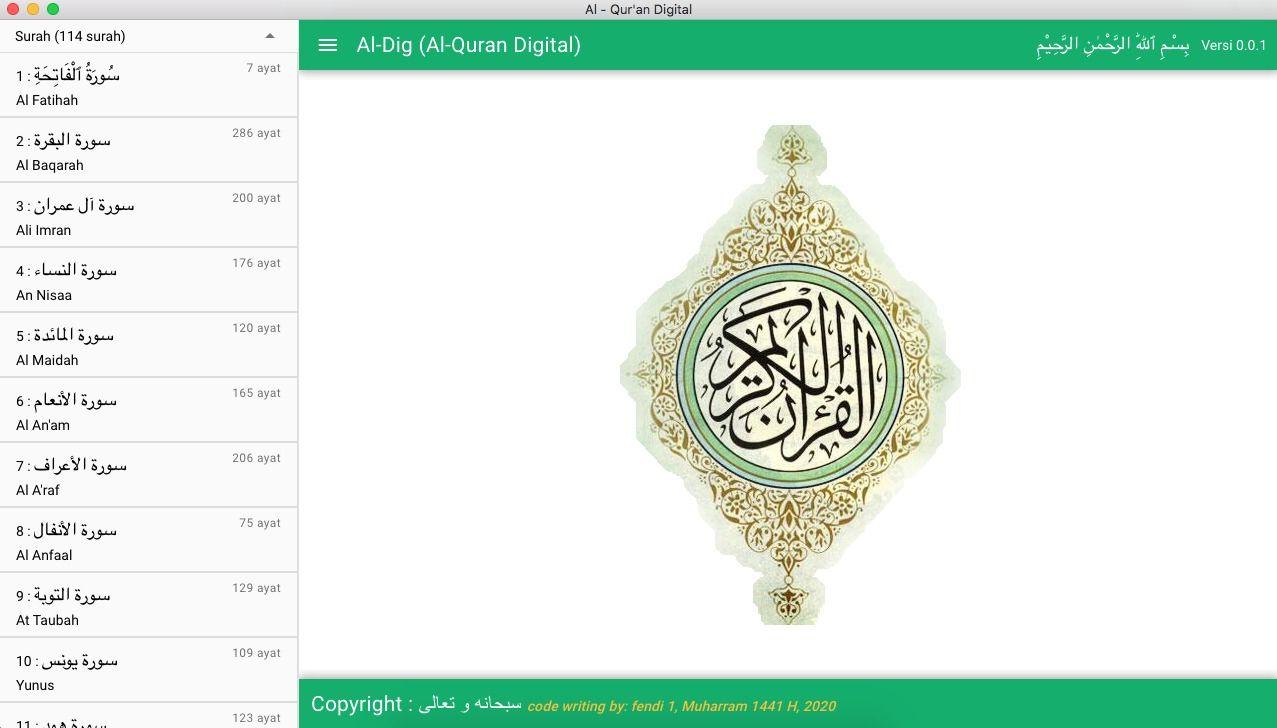 Al - Qur'an Digital
Surah (114 surah)
1 : سُورَةُ ٱلْفَاتِحَةِ
7 ayat
Al Fatihah
2 : سورة البقرة
286 ayat
Al Baqarah
3 : سورة آل عمران
200 ayat
Ali Imran
4 : سورة النساء
176 ayat
An Nisaa
5 : سورة المائدة
120 ayat
Al Maidah
6 : سورة الأنعام
165 ayat
Al An'am
7 : سورة الأعراف
206 ayat
Al A'raf
8 : سورة الأنفال
75 ayat
Al Anfaal
9 : سورة التوبة
129 ayat
At Taubah
10 : سورة يونس
109 ayat
Yunus
11 : سورة هود
123 ayat
Al-Dig (Al-Quran Digital)
بِسْمِ اللهِ الرَّحْمٰنِ الرَّحِيْمِ
Versi 0.0.1
القرآن الكريم
Copyright : سبحانه و تعالى code writing by: fendi 1, Muharram 1441 H, 2020